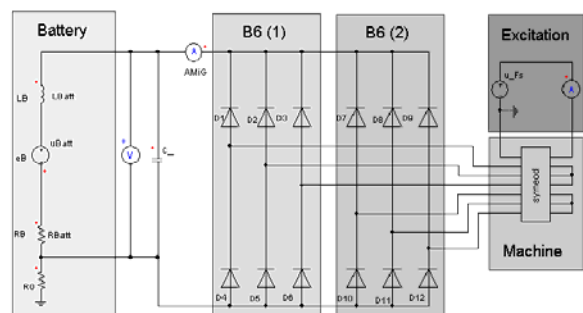 Battery
B6 (1)
B6 (2)
Excitation
LB
LBatt
A
AMiG
V
C_
eB
uBatt
RB
RBatt
R0
D1
D2
D3
D4
D5
D6
D7
D8
D9
D10
D11
D12
u_Fs
A
symeod
Machine